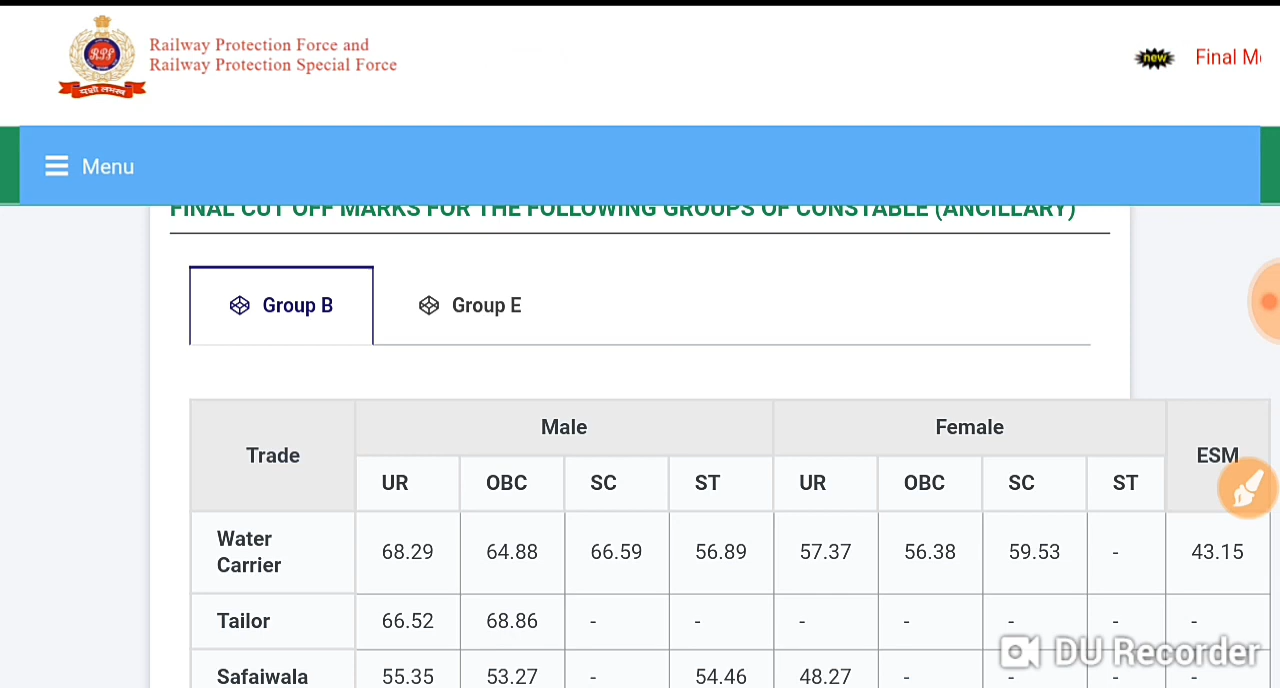 Railway Protection Force and
Railway Protection Special Force
RPF
यशो लभस्व
new
Final M
Menu
FINAL CUT OFF MARKS FOR THE FOLLOWING GROUPS OF CONSTABLE (ANCILLARY)
Group B Group E
Trade Male Female ESM
UR OBC SC ST UR OBC SC ST
Water Carrier 68.29 64.88 66.59 56.89 57.37 56.38 59.53 - 43.15
Tailor 66.52 68.86 - - - - - - -
Safaiwala 55.35 53.27 - 54.46 48.27 - - - -
DU Recorder